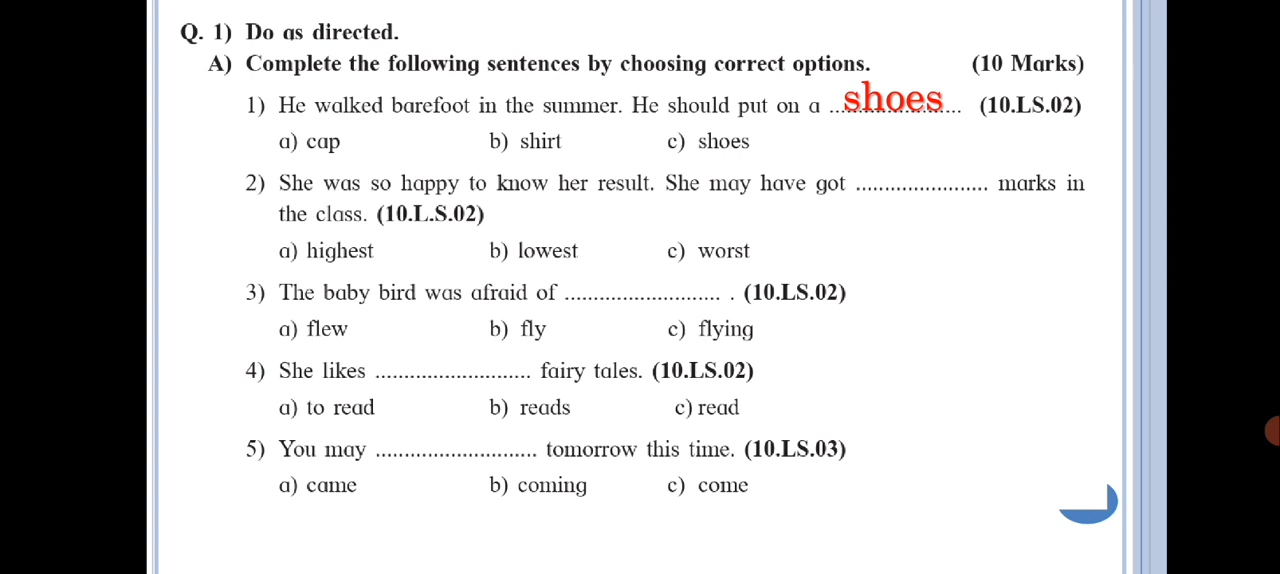 Q. 1) Do as directed.
A) Complete the following sentences by choosing correct options. (10 Marks)
1) He walked barefoot in the summer. He should put on a ....shoes.... (10.LS.02)
a) cap b) shirt c) shoes
2) She was so happy to know her result. She may have got ....................... marks in
the class. (10.L.S.02)
a) highest b) lowest c) worst
3) The baby bird was afraid of ........................... . (10.LS.02)
a) flew b) fly c) flying
4) She likes ........................... fairy tales. (10.LS.02)
a) to read b) reads c) read
5) You may ............................ tomorrow this time. (10.LS.03)
a) came b) coming c) come